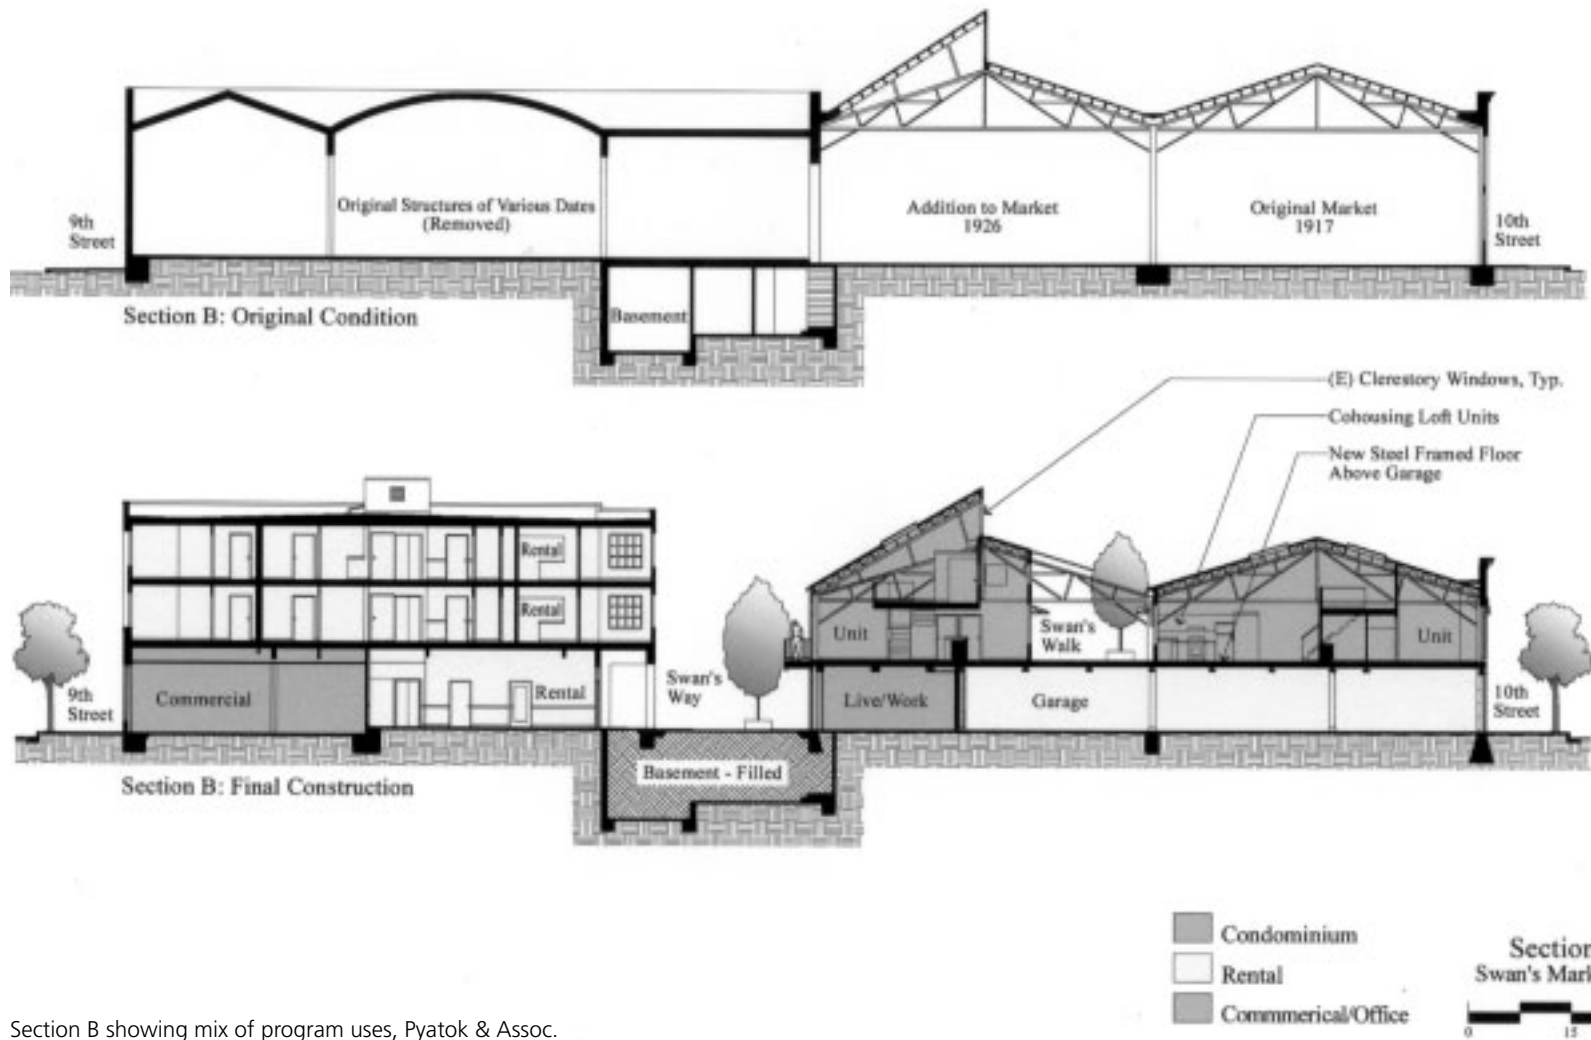 9th
Street
Original Structures of Various Dates
(Removed)
Addition to Market
1926
Original Market
1917
10th
Street
Basement
Section B: Original Condition
(E) Clerestory Windows, Typ.
Cohousing Loft Units
New Steel Framed Floor
Above Garage
Rental
Rental
9th
Street
Commercial
Rental
Swan's
Way
Unit
Swan's
Walk
Unit
Live/Work
Garage
10th
Street
Basement - Filled
Section B: Final Construction
Condominium
Rental
Commmerical/Office
Section
Swan's Mark
0 15
Section B showing mix of program uses, Pyatok & Assoc.